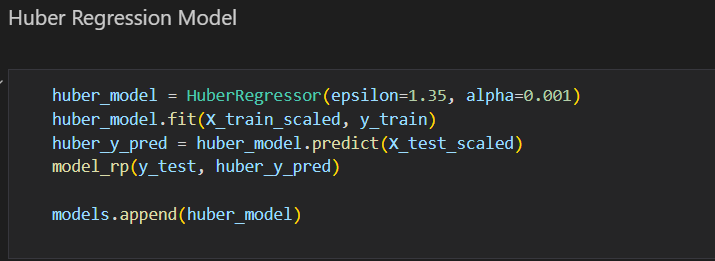 Huber Regression Model
huber_model = HuberRegressor(epsilon=1.35, alpha=0.001)
huber_model.fit(X_train_scaled, y_train)
huber_y_pred = huber_model.predict(X_test_scaled)
model_rp(y_test, huber_y_pred)
models.append(huber_model)